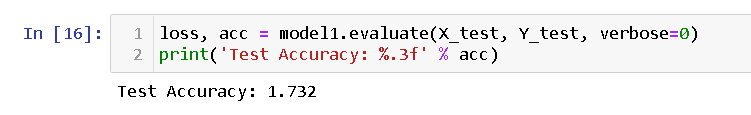 In [16]:
1 loss, acc = model1.evaluate(X_test, Y_test, verbose=0)
2 print('Test Accuracy: %.3f' % acc)
Test Accuracy: 1.732